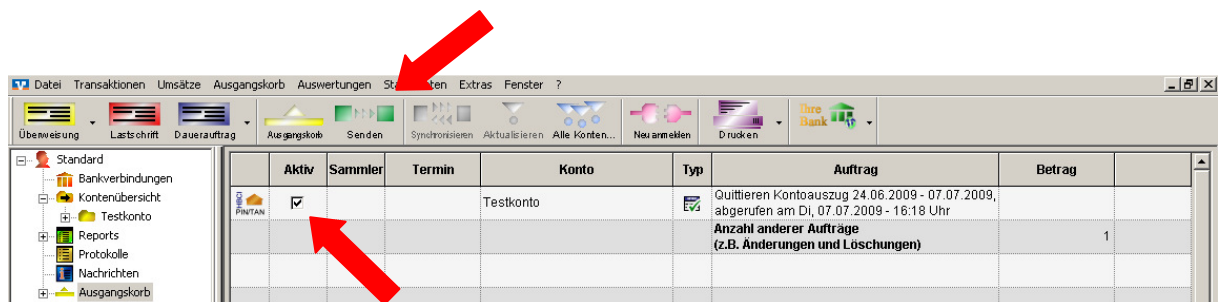 Datei Transaktionen Umsätze Ausgangskorb Auswertungen Extras Fenster ?
Überweisung Lastschrift Dauerauftrag Ausgangskorb Senden Synchronisieren Aktualisieren Alle Konten... Neu anmelden Drucken Ihre Bank
Standard
Bankverbindungen
Kontenübersicht
Testkonto
Reports
Protokolle
Nachrichten
Ausgangskorb
Aktiv Sammler Termin Konto Typ Auftrag Betrag
HBCI PIN/TAN Testkonto Quittieren Kontoauszug 24.06.2009 - 07.07.2009,
abgerufen am Di, 07.07.2009 - 16:18 Uhr
Anzahl anderer Aufträge
(z.B. Änderungen und Löschungen) 1